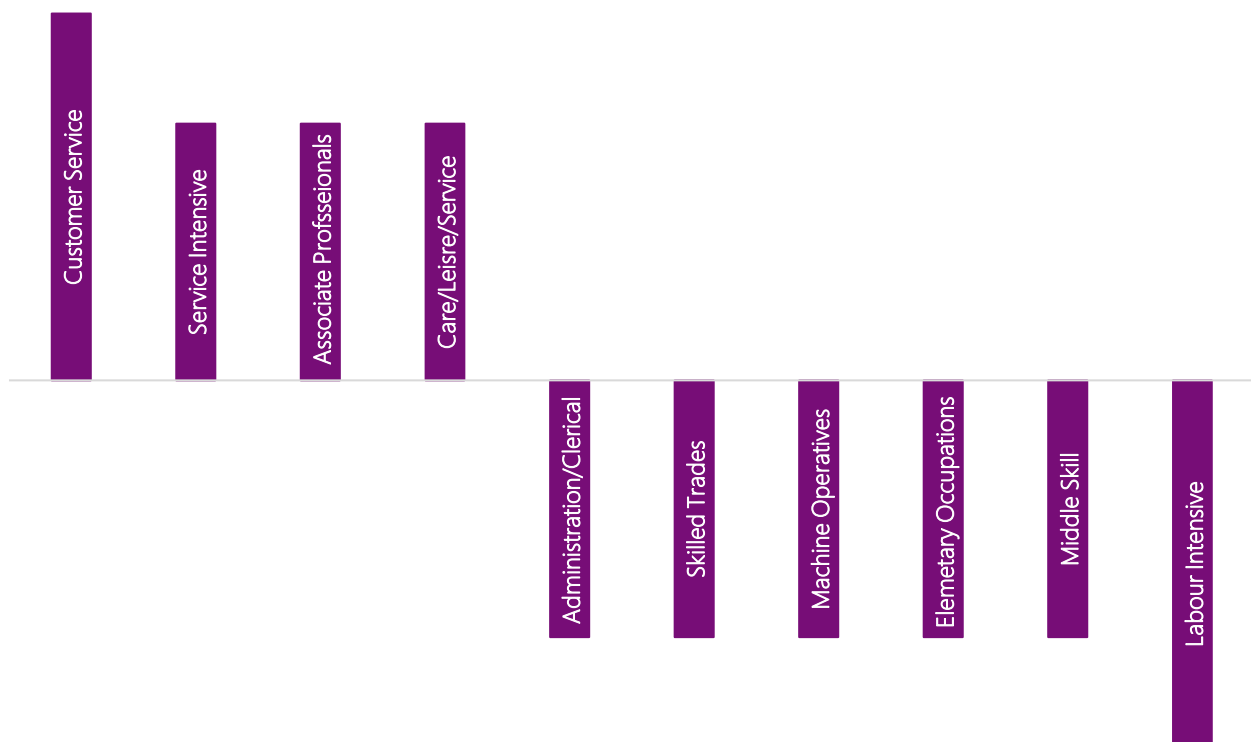 Customer Service
Service Intensive
Associate Profsseionals
Care/Leisre/Service
Administration/Clerical
Skilled Trades
Machine Operatives
Elemetary Occupations
Middle Skill
Labour Intensive